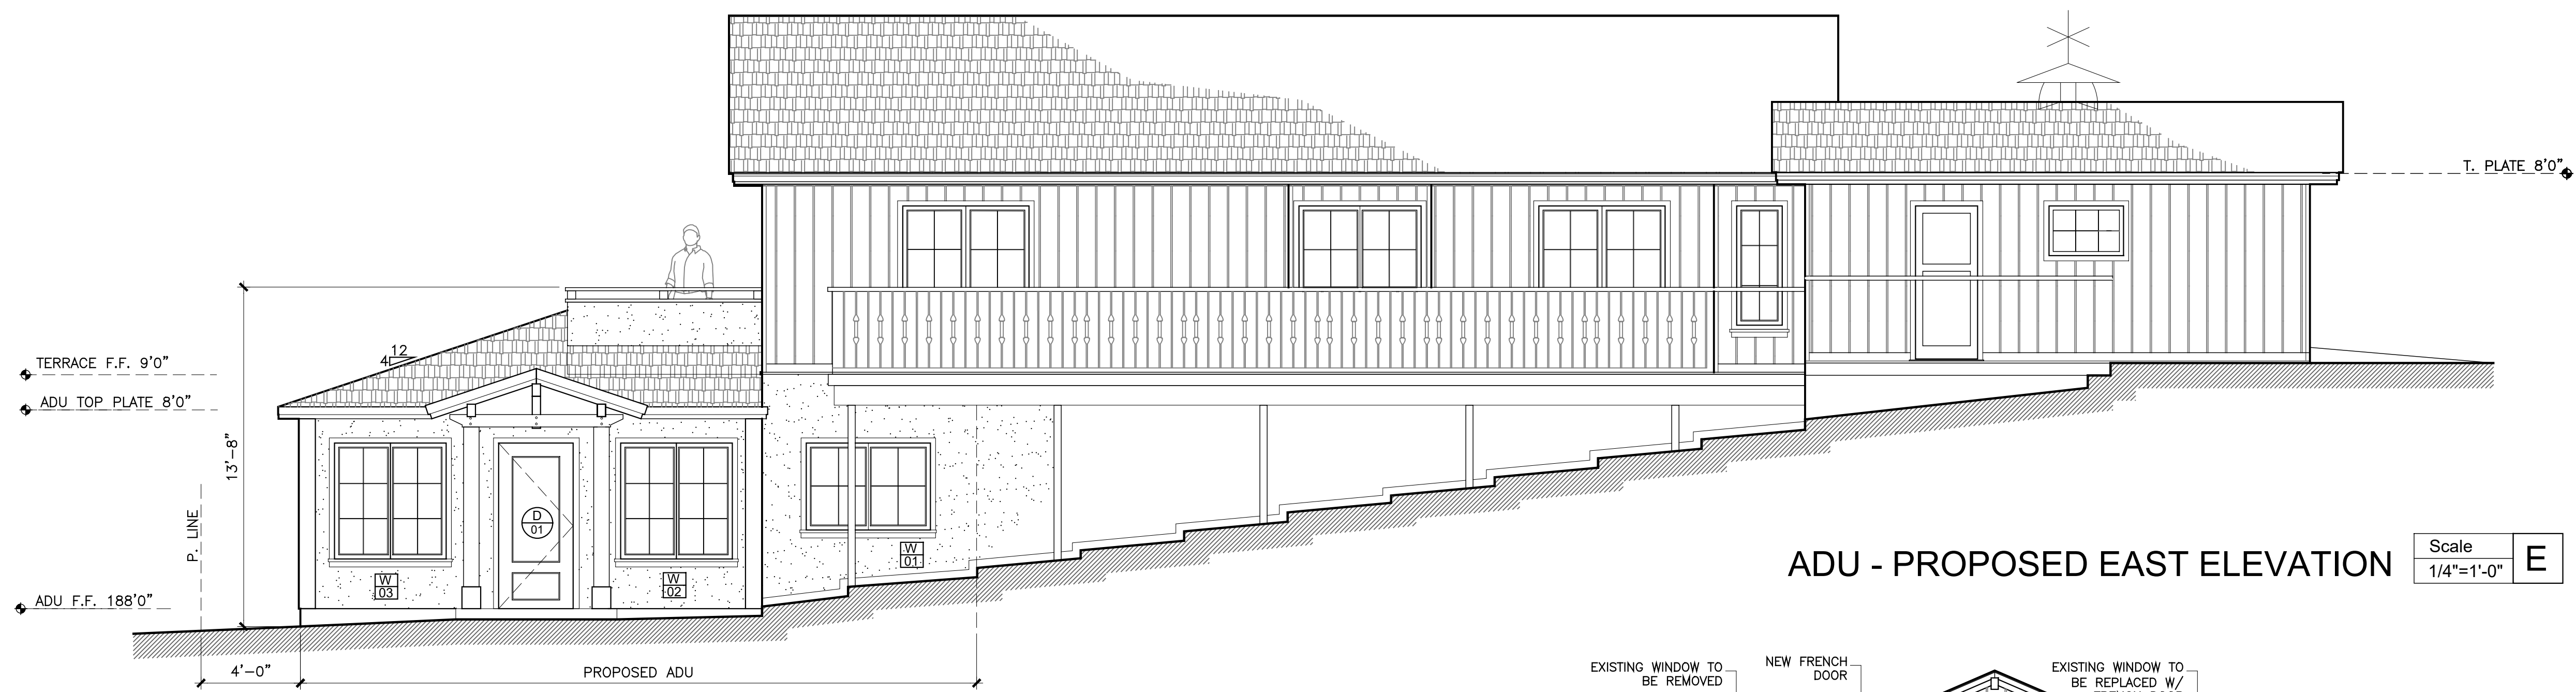 T. PLATE 8'0"
12
4
TERRACE F.F. 9'0"
ADU TOP PLATE 8'0"
13'-8"
P. LINE
D
01
W
01
W
03
W
02
ADU F.F. 188'0"
4'-0"
PROPOSED ADU
ADU - PROPOSED EAST ELEVATION
Scale
1/4"=1'-0"
E
EXISTING WINDOW TO
BE REMOVED
NEW FRENCH
DOOR
EXISTING WINDOW TO
BE REPLACED W/